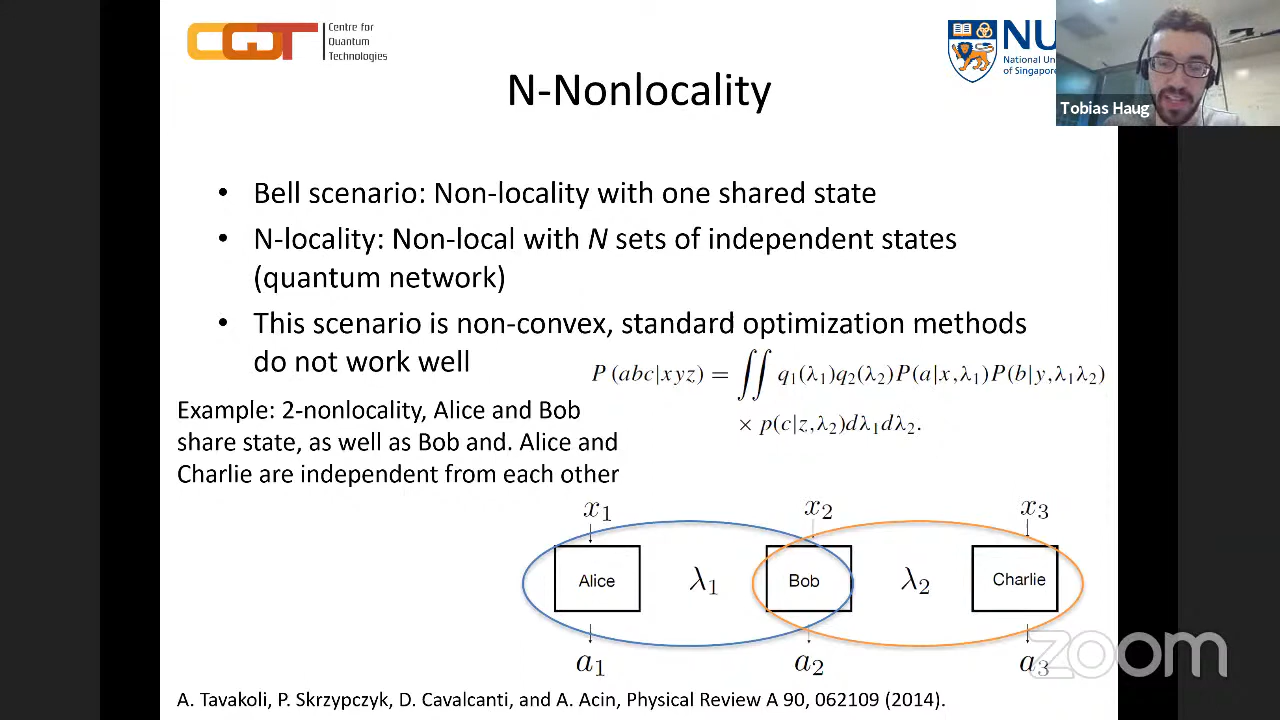 CQT
Centre for
Quantum
Technologies
NU
National Un
of Singapor
Tobias Haug
N-Nonlocality
• Bell scenario: Non-locality with one shared state
• N-locality: Non-local with N sets of independent states
(quantum network)
• This scenario is non-convex, standard optimization methods
do not work well
P (abc|xyz) = ∬ q₁(λ₁)q₂(λ₂)P(a|x,λ₁)P(b|y,λ₁λ₂)
× p(c|z,λ₂)dλ₁dλ₂.
Example: 2-nonlocality, Alice and Bob
share state, as well as Bob and. Alice and
Charlie are independent from each other
x₁ x₂ x₃
Alice λ₁ Bob λ₂ Charlie
a₁ a₂ a₃
zoom
A. Tavakoli, P. Skrzypczyk, D. Cavalcanti, and A. Acin, Physical Review A 90, 062109 (2014).